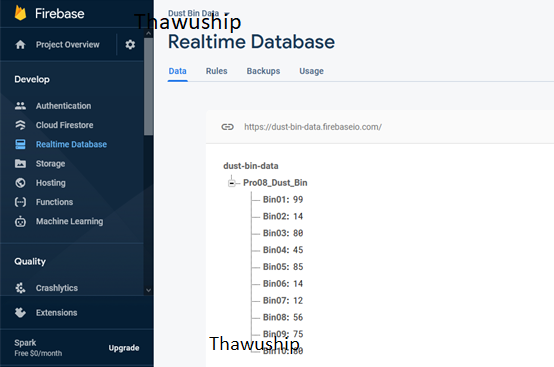 Firebase
Thawuship
Dust Bin Data
Project Overview
Realtime Database
Develop
Data Rules Backups Usage
Authentication
Cloud Firestore
https://dust-bin-data.firebaseio.com/
Realtime Database
Storage
dust-bin-data
Hosting
Pro08_Dust_Bin
Functions
Bin01: 99
Machine Learning
Bin02: 14
Bin03: 80
Bin04: 45
Quality
Bin05: 85
Crashlytics
Bin06: 14
Bin07: 12
Extensions
Bin08: 56
Bin09: 75
Spark
Free $0/month
Upgrade
Thawuship
Bin10: 80